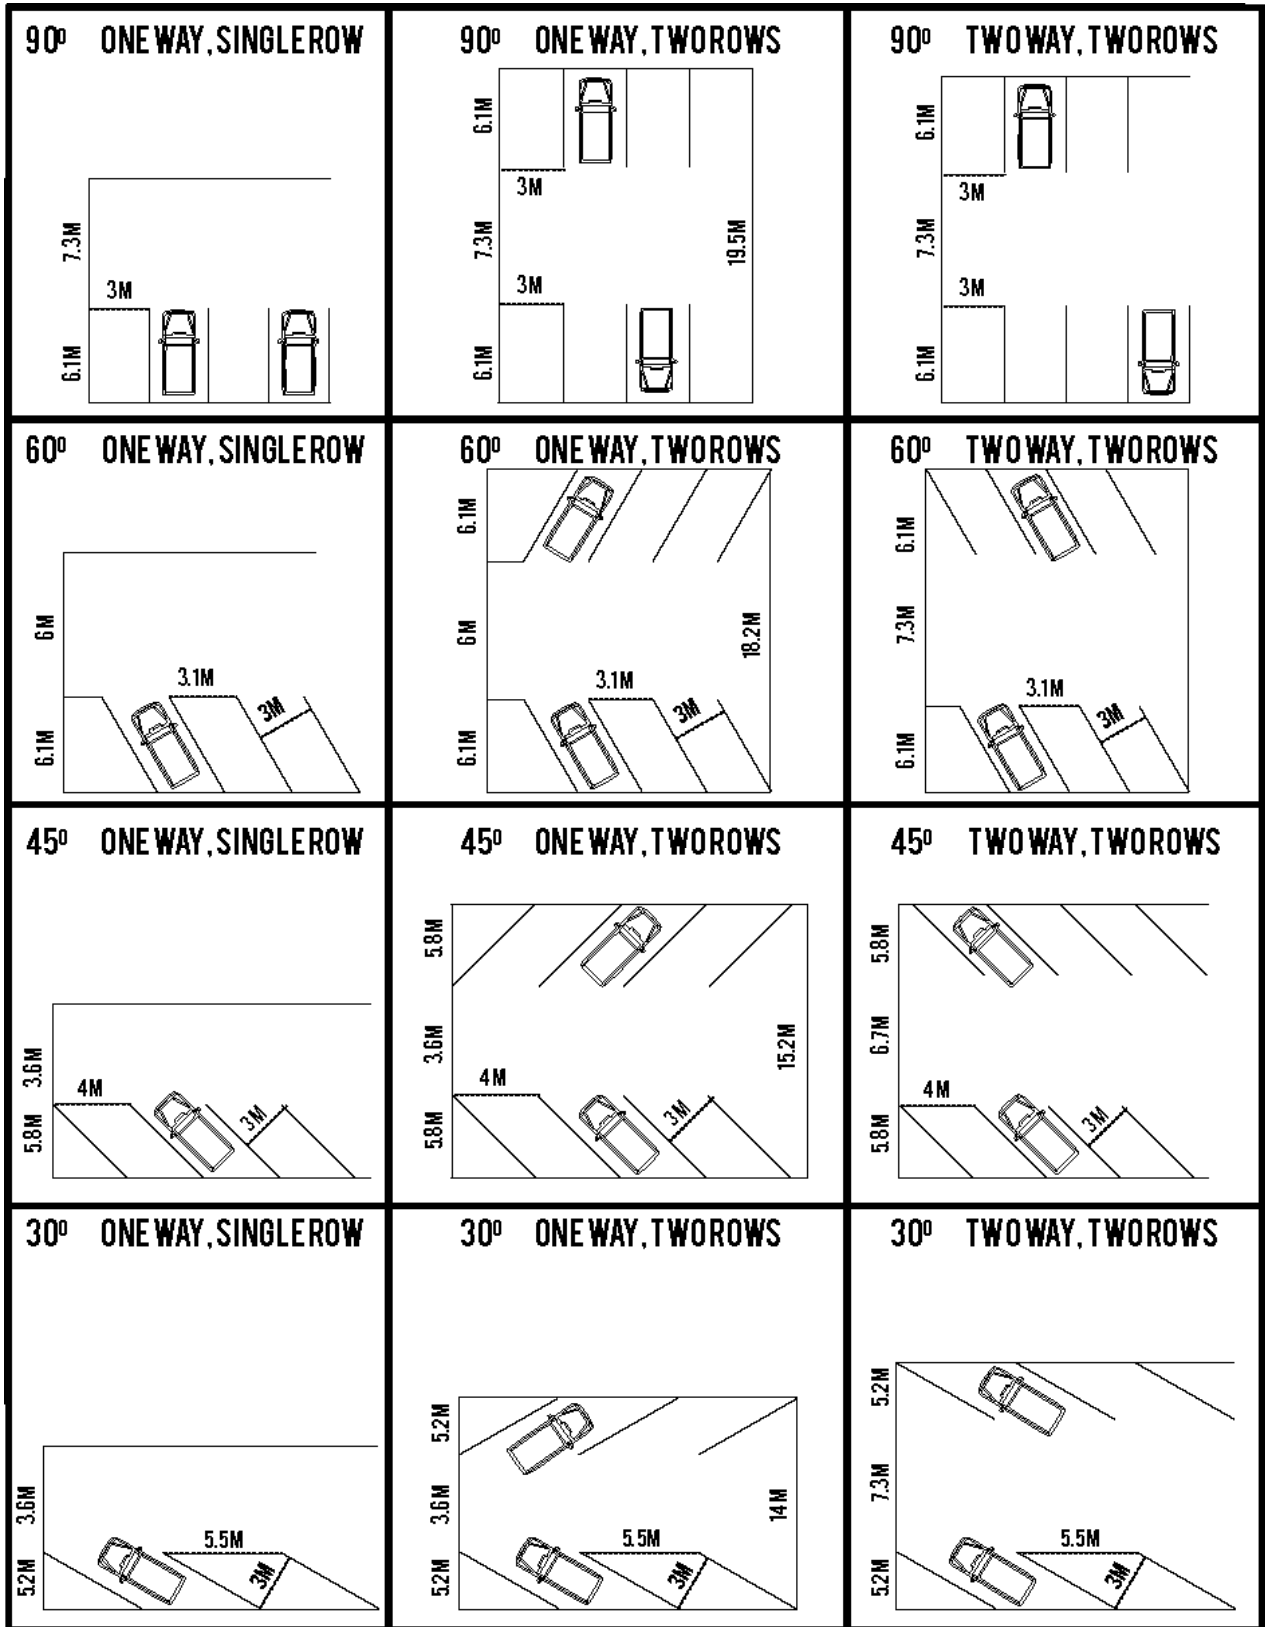 90⁰ ONE WAY, SINGLE ROW
7.3M
3M
6.1M
90⁰ ONE WAY, TWO ROWS
6.1M
3M
7.3M
19.5M
3M
6.1M
90⁰ TWO WAY, TWO ROWS
6.1M
3M
7.3M
3M
6.1M
60⁰ ONE WAY, SINGLE ROW
6M
3.1M
3M
6.1M
60⁰ ONE WAY, TWO ROWS
6.1M
6M
18.2M
3.1M
3M
6.1M
60⁰ TWO WAY, TWO ROWS
6.1M
7.3M
3.1M
3M
6.1M
45⁰ ONE WAY, SINGLE ROW
3.6M
4M
3M
5.8M
45⁰ ONE WAY, TWO ROWS
5.8M
3.6M
15.2M
4M
3M
5.8M
45⁰ TWO WAY, TWO ROWS
5.8M
6.7M
4M
3M
5.8M
30⁰ ONE WAY, SINGLE ROW
3.6M
5.5M
3M
5.2M
30⁰ ONE WAY, TWO ROWS
5.2M
3.6M
14M
5.5M
3M
5.2M
30⁰ TWO WAY, TWO ROWS
5.2M
7.3M
5.5M
3M
5.2M